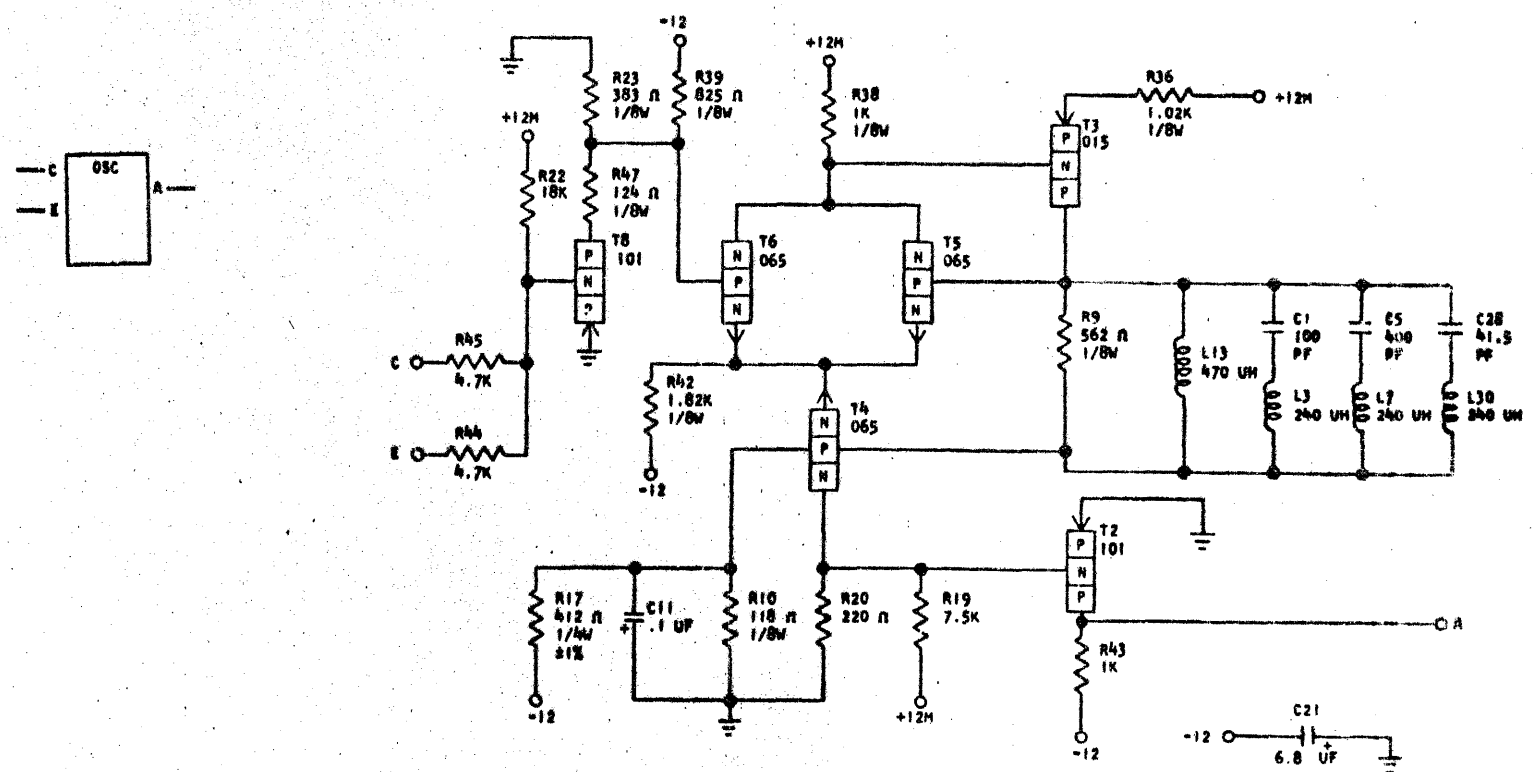 OSC
C
A
-12
+12M
R23
383 Ω
1/8W
R39
825 Ω
1/8W
R38
1K
1/8W
R36
1.02K
1/8W
+12M
T3
015
P
N
P
+12M
R22
18K
R47
124 Ω
1/8W
T8
101
P
N
T6
065
N
P
N
T5
065
N
P
N
C
R45
4.7K
R44
4.7K
R42
1.82K
1/8W
-12
T4
065
N
P
N
R9
562 Ω
1/8W
L13
470 UH
C1
100
PF
L3
240 UH
C5
400
PF
L7
240 UH
C28
41.5
PF
L30
UH
T2
101
P
N
P
R17
412 Ω
1/4W
±1%
-12
C11
+ .1 UF
R10
118 Ω
1/8W
R20
220 Ω
R19
7.5K
+12M
R43
1K
-12
A
C21
-12
+
6.8 UF